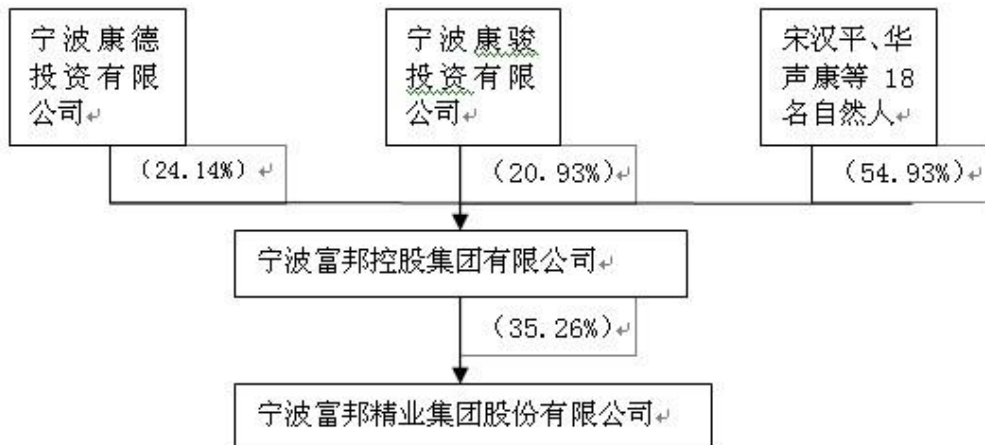 宁波康德
投资有限
公司
宁波康骏
投资有限
公司
宋汉平、华
声康等 18
名自然人
（24.14%）
（20.93%）
（54.93%）
宁波富邦控股集团有限公司
（35.26%）
宁波富邦精业集团股份有限公司